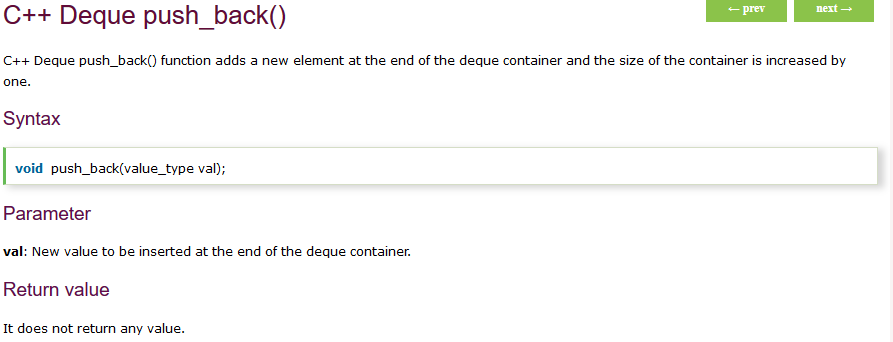 C++ Deque push_back()
← prev
next →
C++ Deque push_back() function adds a new element at the end of the deque container and the size of the container is increased by
one.
Syntax
void push_back(value_type val);
Parameter
val: New value to be inserted at the end of the deque container.
Return value
It does not return any value.